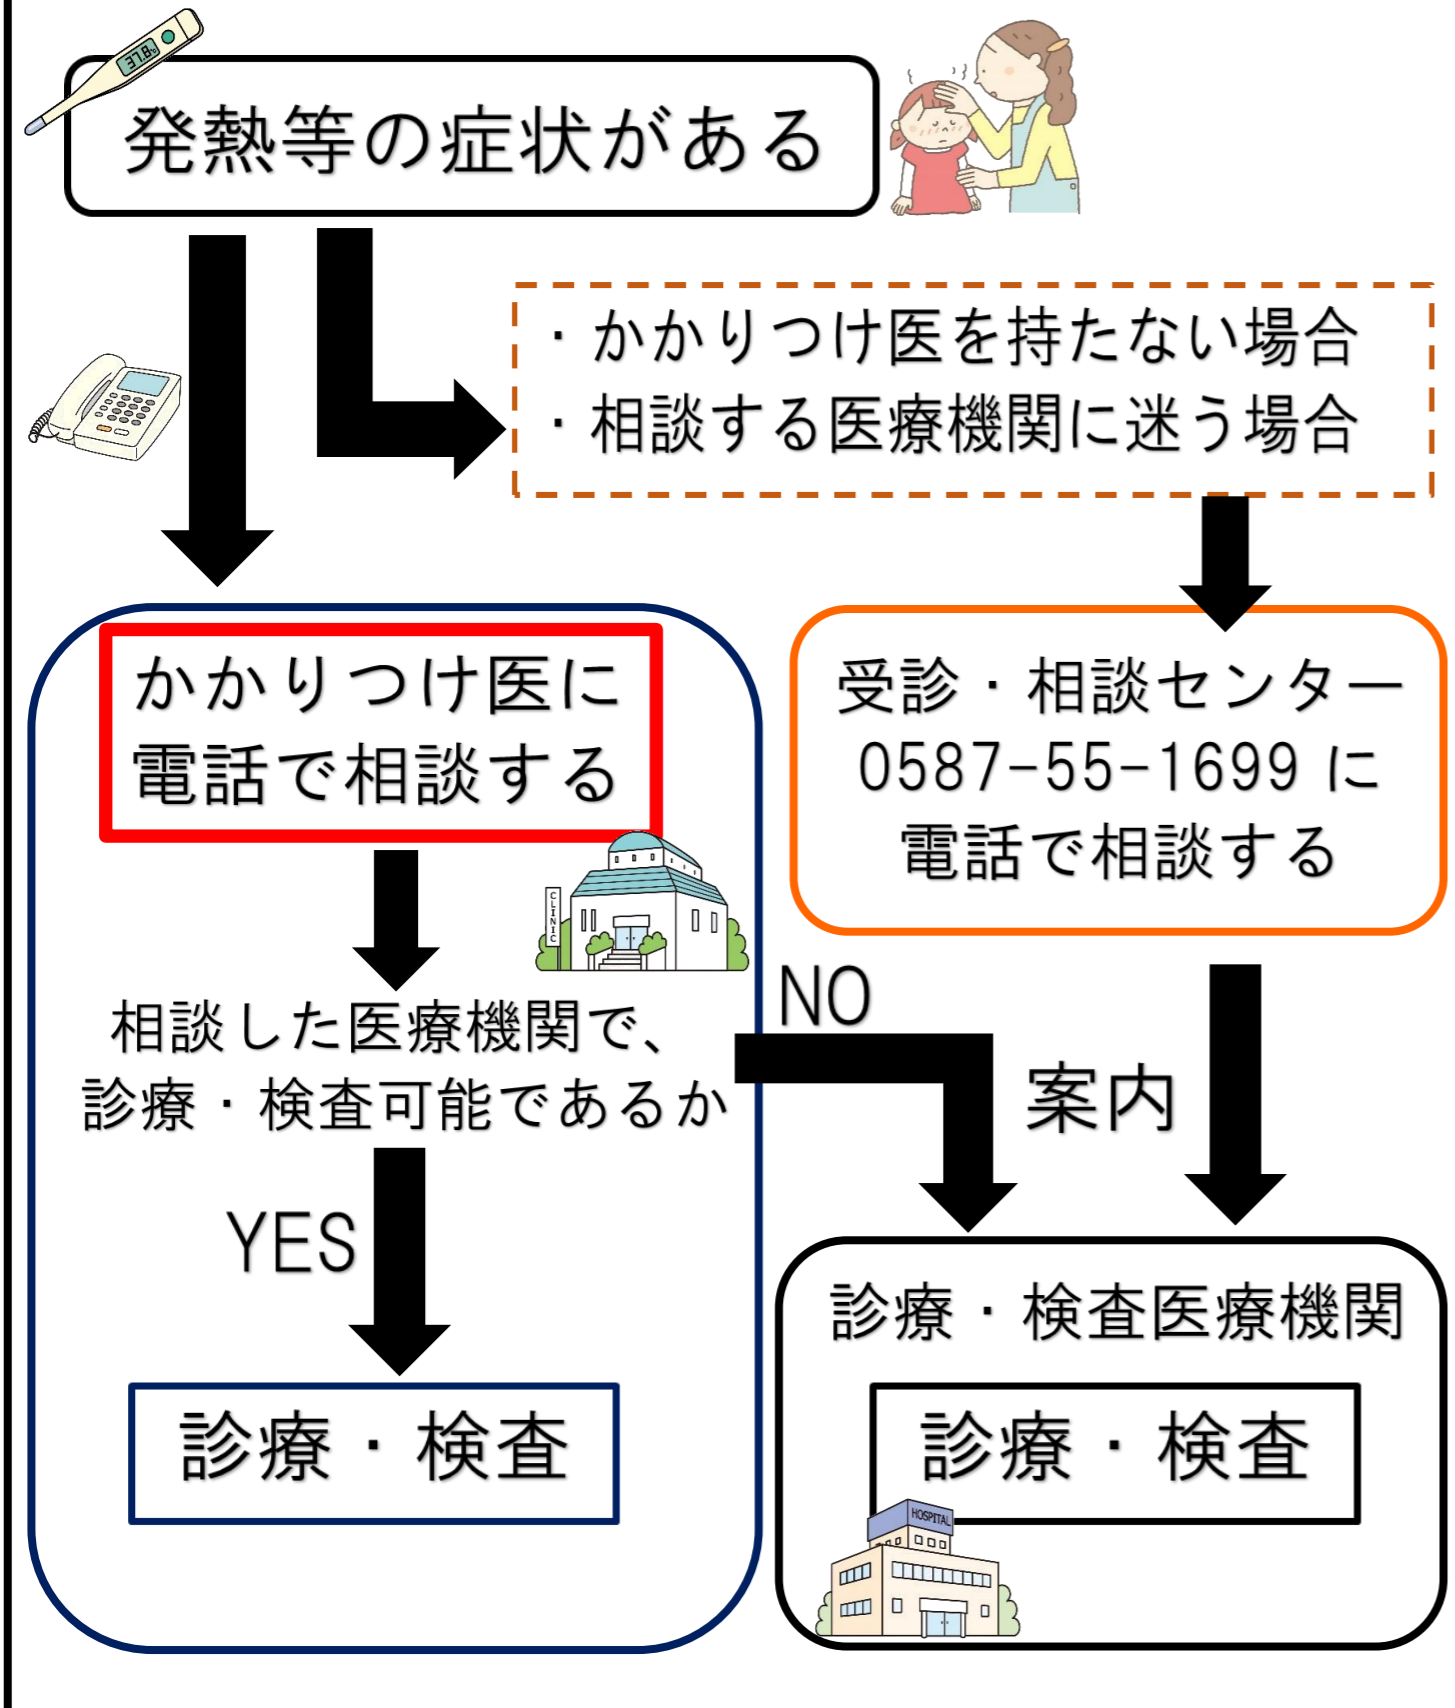 37.8℃
発熱等の症状がある
・かかりつけ医を持たない場合
・相談する医療機関に迷う場合
かかりつけ医に
電話で相談する
CLINIC
相談した医療機関で、
診療・検査可能であるか
YES
診療・検査
受診・相談センター
0587-55-1699 に
電話で相談する
NO
案内
診療・検査医療機関
診療・検査
HOSPITAL